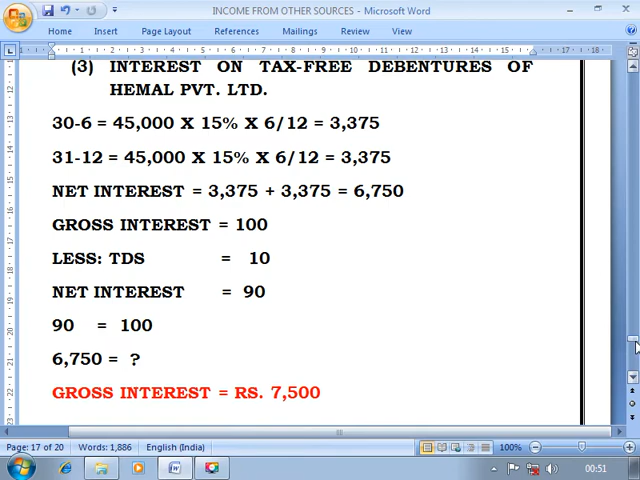 INCOME FROM OTHER SOURCES - Microsoft Word
Home Insert Page Layout References Mailings Review View
(3) INTEREST ON TAX-FREE DEBENTURES OF
HEMAL PVT. LTD.
30-6 = 45,000 X 15% X 6/12 = 3,375
31-12 = 45,000 X 15% X 6/12 = 3,375
NET INTEREST = 3,375 + 3,375 = 6,750
GROSS INTEREST = 100
LESS: TDS = 10
NET INTEREST = 90
90 = 100
6,750 = ?
GROSS INTEREST = RS. 7,500
Page: 17 of 20 Words: 1,886 English (India) 100%
00:51